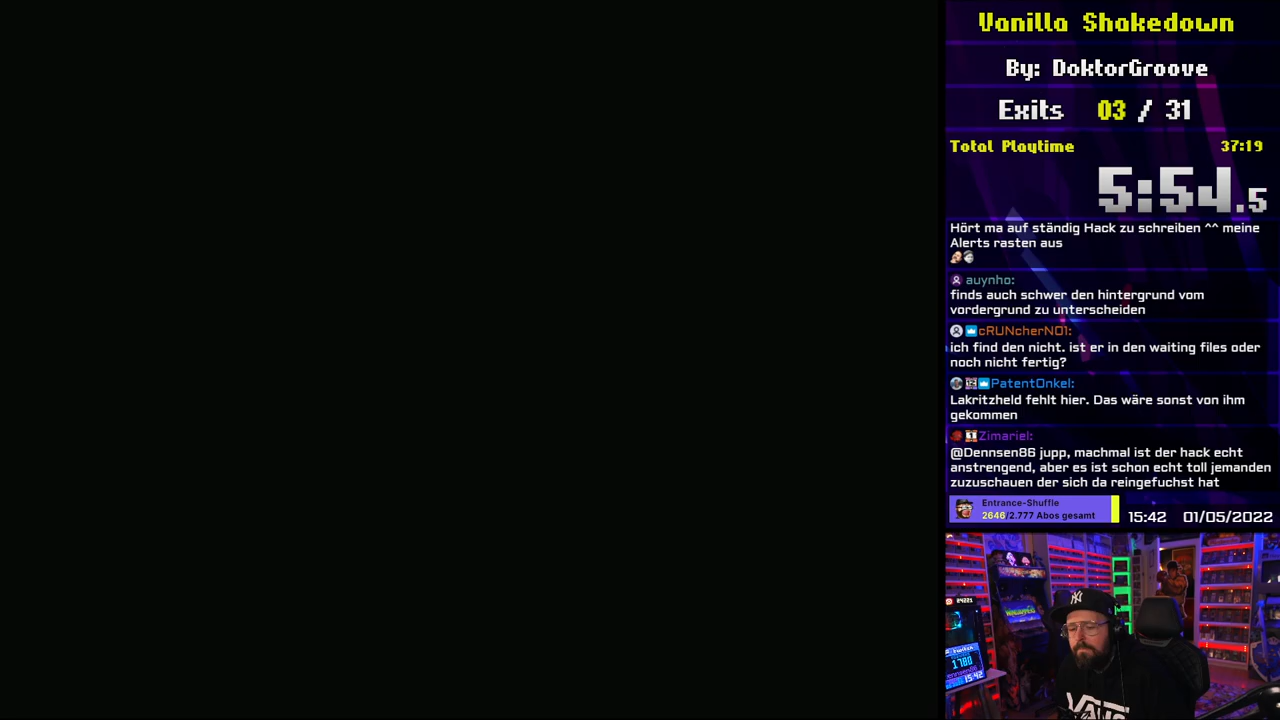 Vanilla Shakedown
By: DoktorGroove
Exits 03 / 31
Total Playtime 37:19
5:54.5
Hört ma auf ständig Hack zu schreiben ^^ meine
Alerts rasten aus
auynho:
finds auch schwer den hintergrund vom
vordergrund zu unterscheiden
cRUNcherNO1:
ich find den nicht. ist er in den waiting files oder
noch nicht fertig?
PatentOnkel:
Lakritzheld fehlt hier. Das wäre sonst von ihm
gekommen
Zimariel:
@Dennsen86 jupp, machmal ist der hack echt
anstrengend, aber es ist schon echt toll jemanden
zuzuschauen der sich da reingefuchst hat
Entrance-Shuffle
2646/2.777 Abos gesamt
15:42 01/05/2022
1780
15:42
VANS